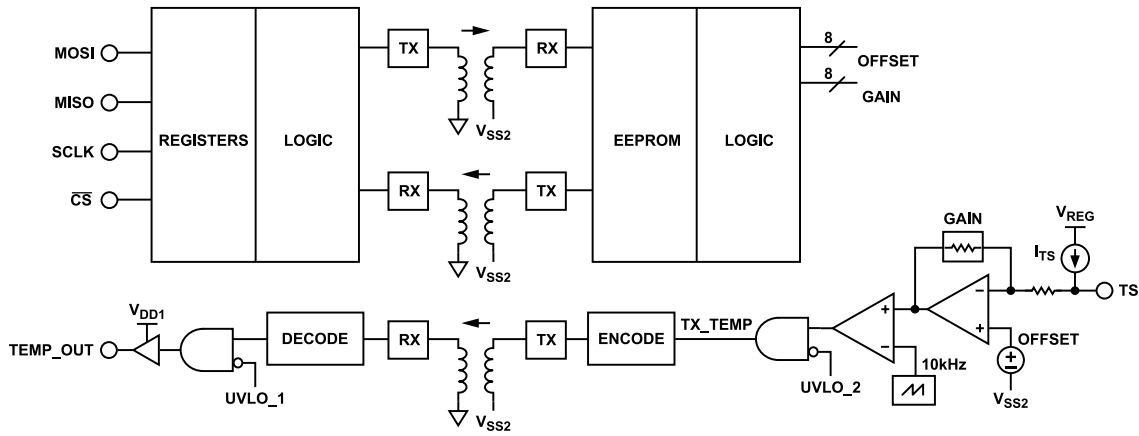 MOSI
MISO
SCLK
CS
REGISTERS
LOGIC
TX
RX
VSS2
RX
TX
VSS2
EEPROM
LOGIC
8
OFFSET
8
GAIN
GAIN
VREG
ITS
TS
OFFSET
VSS2
10kHz
TX_TEMP
UVLO_2
ENCODE
TX
VSS2
RX
DECODE
UVLO_1
VDD1
TEMP_OUT